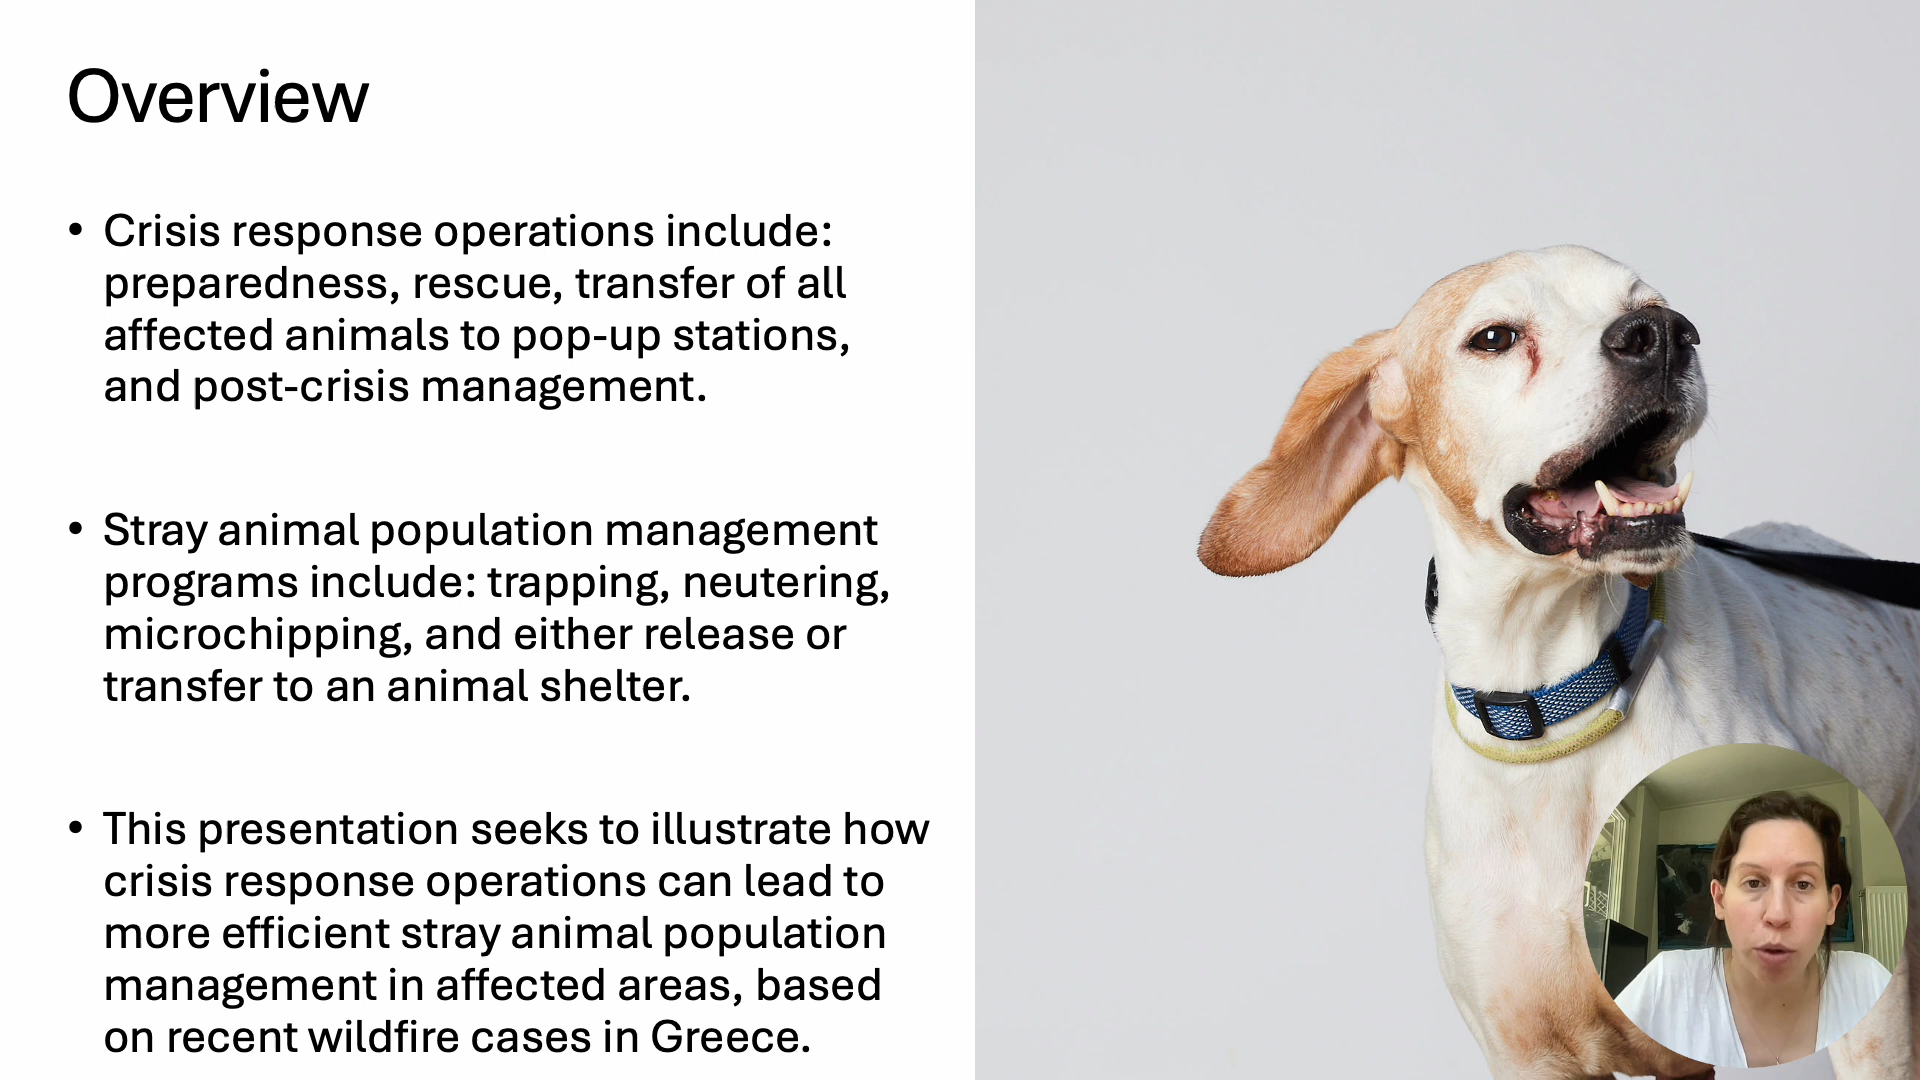 Overview
• Crisis response operations include:
preparedness, rescue, transfer of all
affected animals to pop-up stations,
and post-crisis management.
• Stray animal population management
programs include: trapping, neutering,
microchipping, and either release or
transfer to an animal shelter.
• This presentation seeks to illustrate how
crisis response operations can lead to
more efficient stray animal population
management in affected areas, based
on recent wildfire cases in Greece.